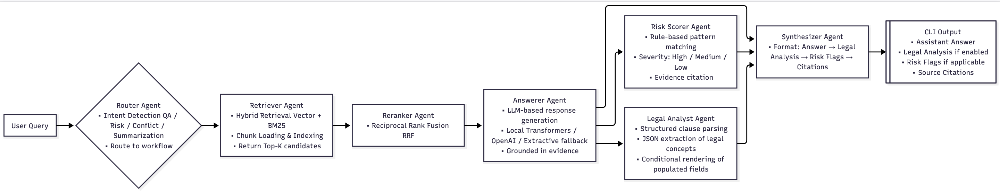 User Query
Router Agent
▪ Intent Detection QA /
Risk / Conflict /
Summarization
▪ Route to workflow
Retriever Agent
▪ Hybrid Retrieval Vector +
BM25
▪ Chunk Loading & Indexing
▪ Return Top-K candidates
Reranker Agent
▪ Reciprocal Rank Fusion
RRF
Answerer Agent
▪ LLM-based response
generation
▪ Local Transformers /
OpenAI / Extractive fallback
▪ Grounded in evidence
Risk Scorer Agent
▪ Rule-based pattern
matching
▪ Severity: High / Medium /
Low
▪ Evidence citation
Legal Analyst Agent
▪ Structured clause parsing
▪ JSON extraction of legal
concepts
▪ Conditional rendering of
populated fields
Synthesizer Agent
▪ Format: Answer → Legal
Analysis → Risk Flags →
Citations
CLI Output
▪ Assistant Answer
▪ Legal Analysis if enabled
▪ Risk Flags if applicable
▪ Source Citations